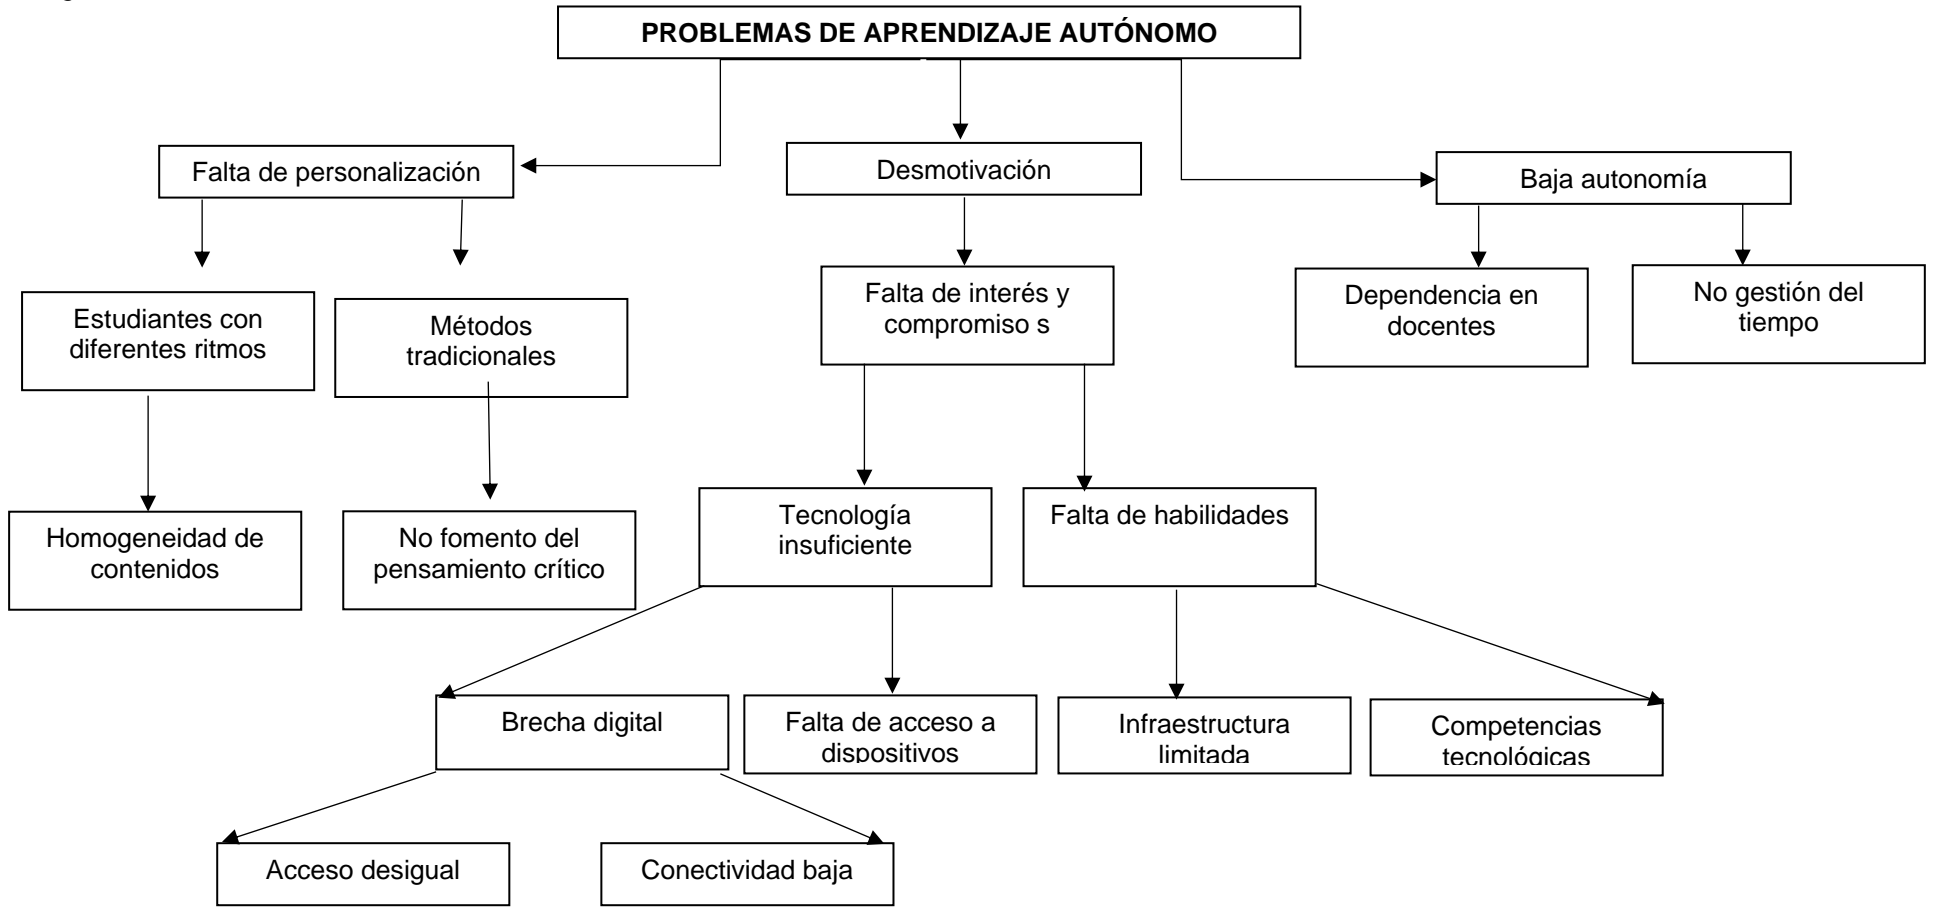 PROBLEMAS DE APRENDIZAJE AUTÓNOMO
Falta de personalización
Desmotivación
Baja autonomía
Estudiantes con
diferentes ritmos
Métodos
tradicionales
Falta de interés y
compromiso s
Dependencia en
docentes
No gestión del
tiempo
Homogeneidad de
contenidos
No fomento del
pensamiento crítico
Tecnología
insuficiente
Falta de habilidades
Brecha digital
Falta de acceso a
dispositivos
Infraestructura
limitada
Competencias
tecnológicas
Acceso desigual
Conectividad baja